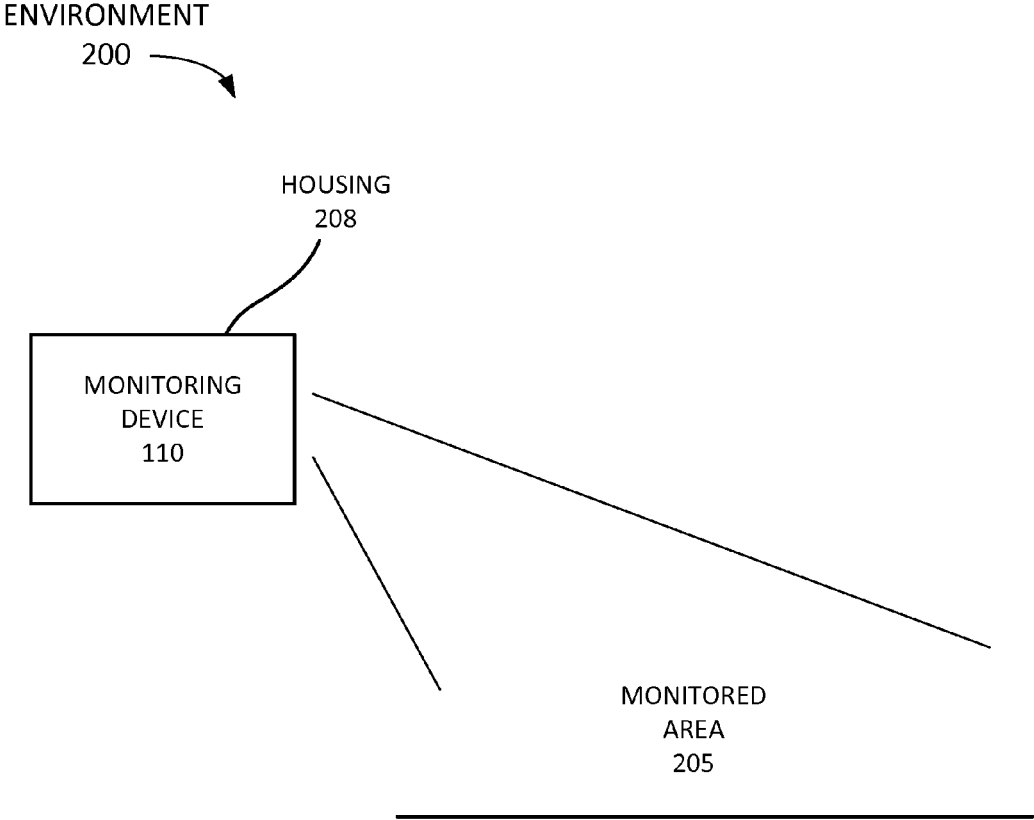 ENVIRONMENT
200
HOUSING
208
MONITORING
DEVICE
110
MONITORED
AREA
205